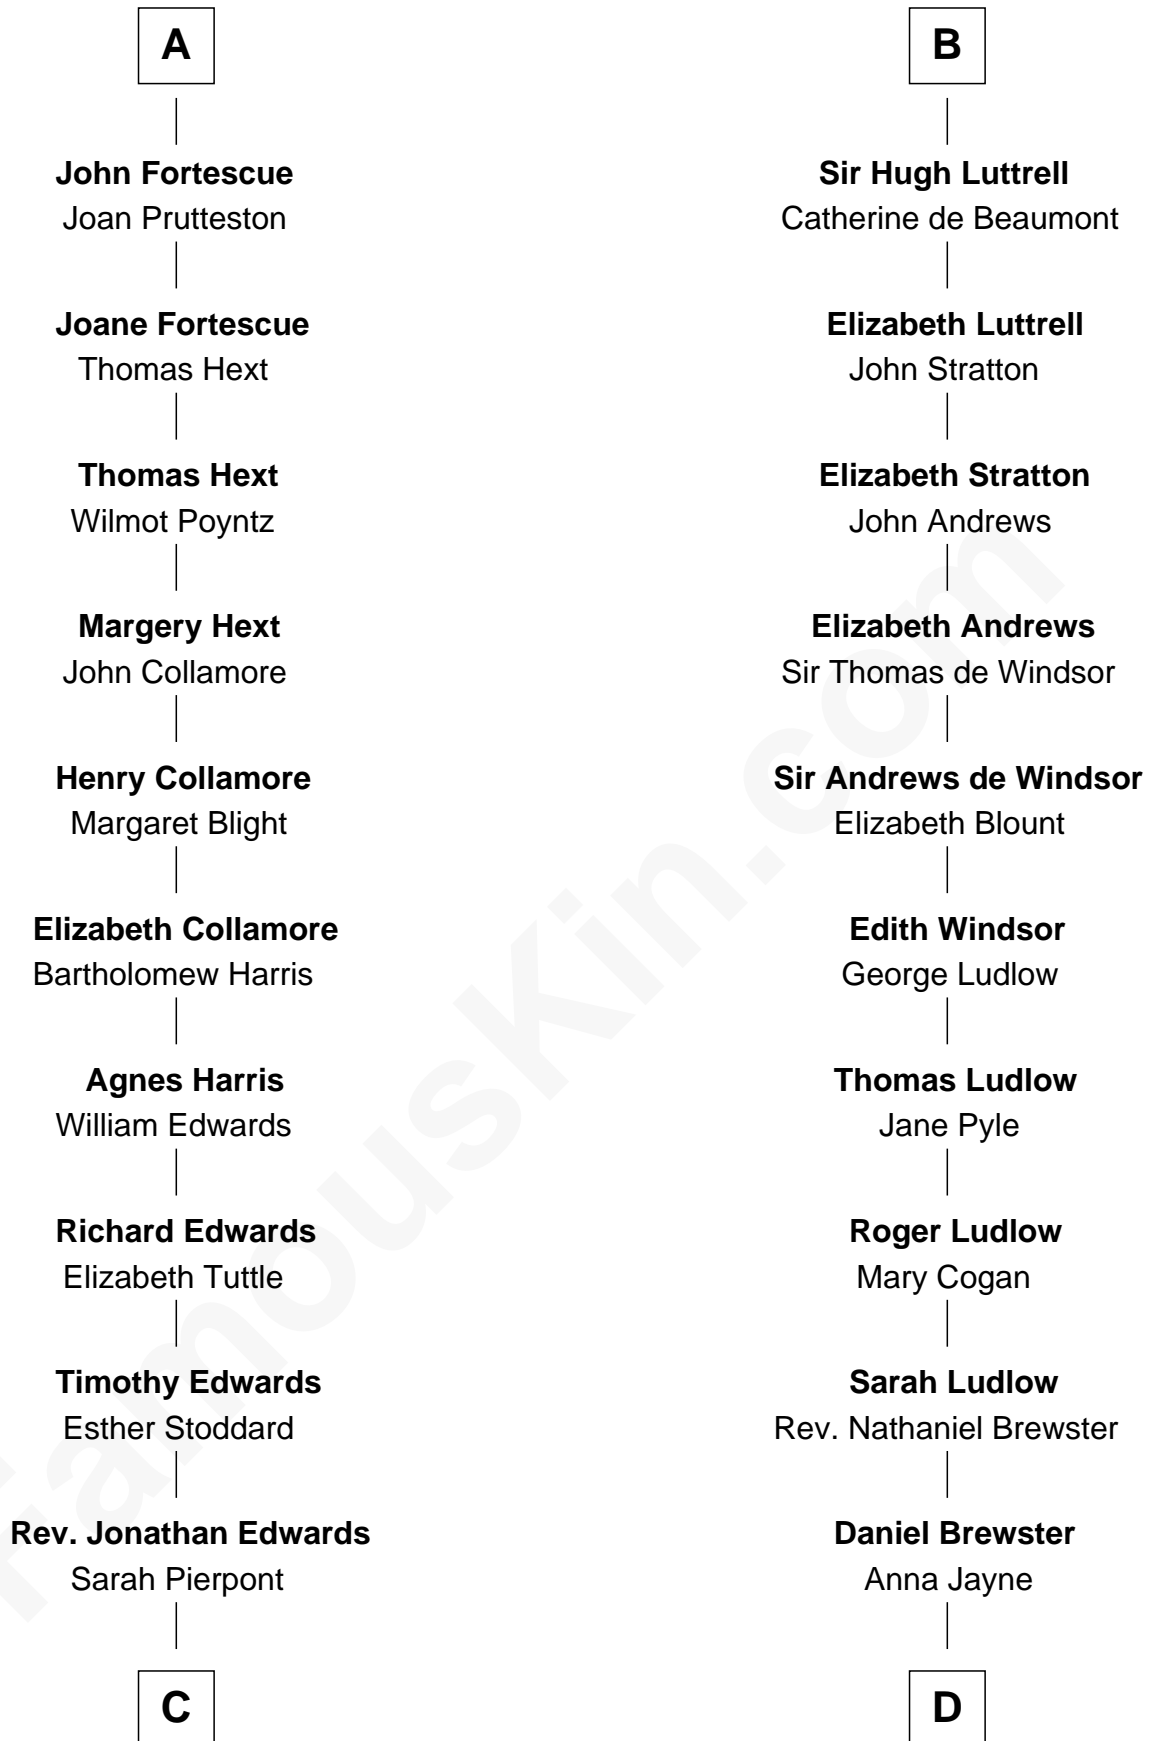 A
John Fortescue
Joan Prutteston
Joane Fortescue
Thomas Hext
Thomas Hext
Wilmot Poyntz
Margery Hext
John Collamore
Henry Collamore
Margaret Blight
Elizabeth Collamore
Bartholomew Harris
Agnes Harris
William Edwards
Richard Edwards
Elizabeth Tuttle
Timothy Edwards
Esther Stoddard
Rev. Jonathan Edwards
Sarah Pierpont
C
B
Sir Hugh Luttrell
Catherine de Beaumont
Elizabeth Luttrell
John Stratton
Elizabeth Stratton
John Andrews
Elizabeth Andrews
Sir Thomas de Windsor
Sir Andrews de Windsor
Elizabeth Blount
Edith Windsor
George Ludlow
Thomas Ludlow
Jane Pyle
Roger Ludlow
Mary Cogan
Sarah Ludlow
Rev. Nathaniel Brewster
Daniel Brewster
Anna Jayne
D
FamousKin.com